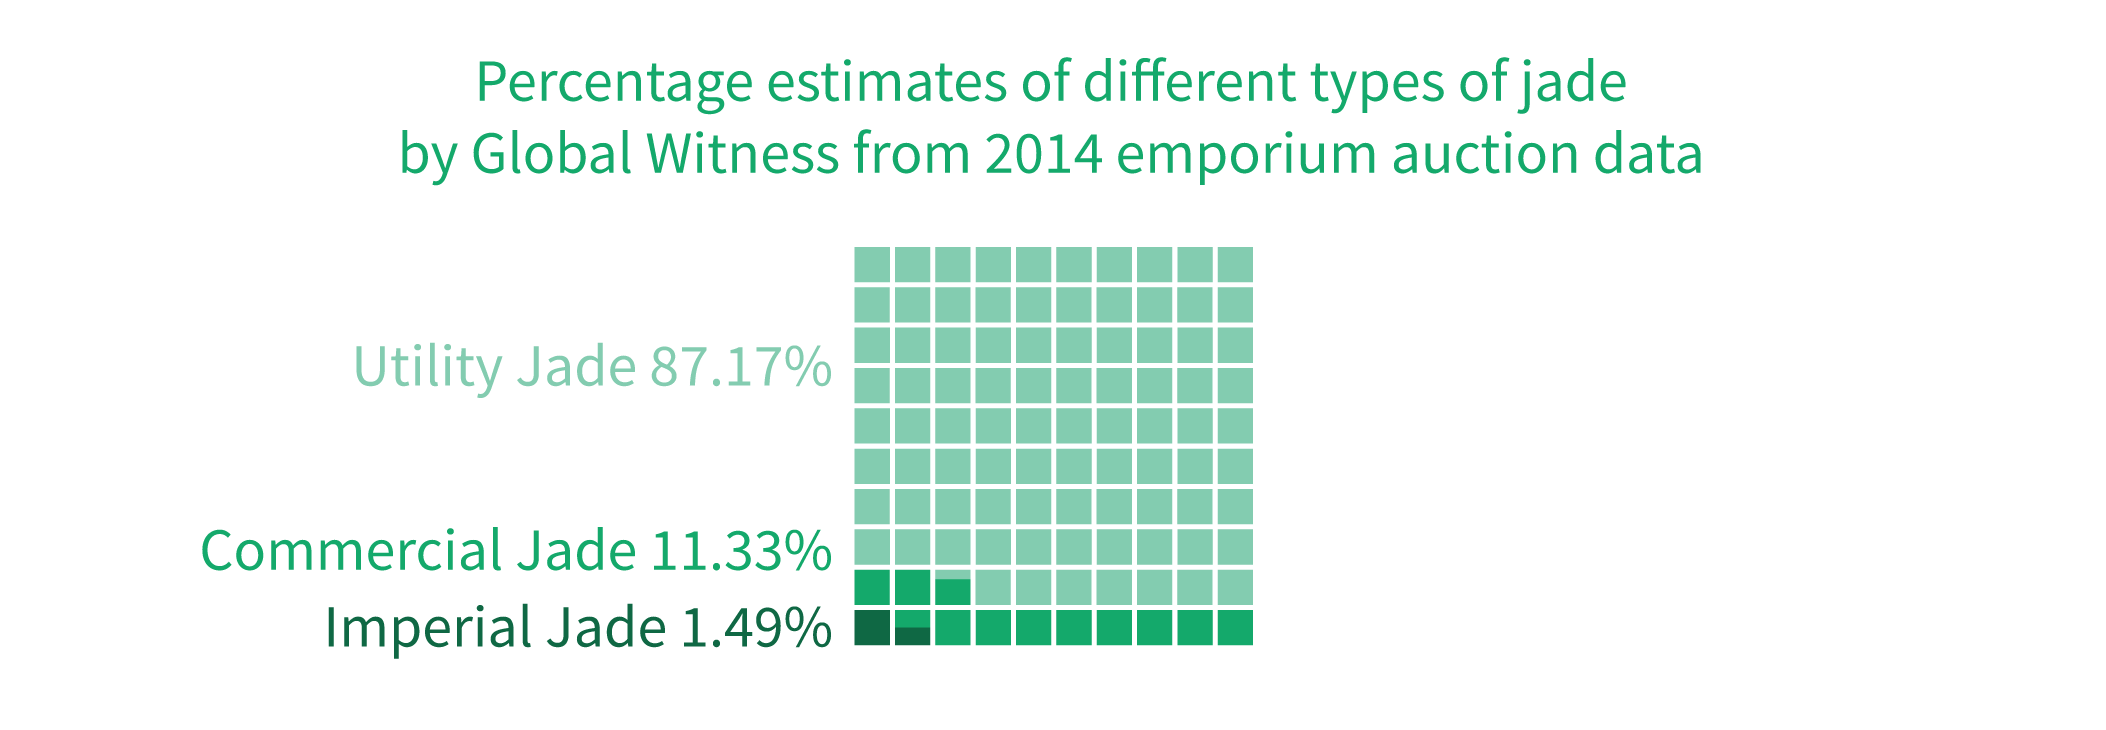 Percentage estimates of different types of jade
by Global Witness from 2014 emporium auction data
Utility Jade 87.17%
Commercial Jade 11.33%
Imperial Jade 1.49%